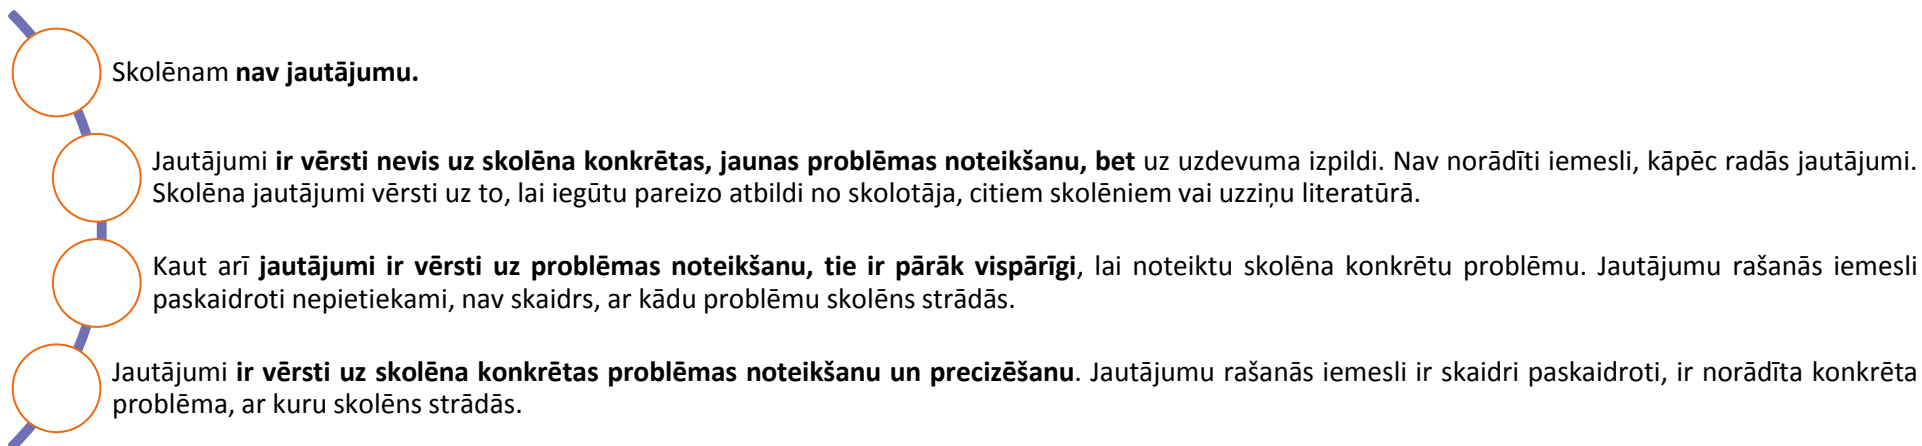 Skolēnam nav jautājumu.
Jautājumi ir vērsti nevis uz skolēna konkrētas, jaunas problēmas noteikšanu, bet uz uzdevuma izpildi. Nav norādīti iemesli, kāpēc radās jautājumi.
Skolēna jautājumi vērsti uz to, lai iegūtu pareizo atbildi no skolotāja, citiem skolēniem vai uzziņu literatūrā.
Kaut arī jautājumi ir vērsti uz problēmas noteikšanu, tie ir pārāk vispārīgi, lai noteiktu skolēna konkrētu problēmu. Jautājumu rašanās iemesli
paskaidroti nepietiekami, nav skaidrs, ar kādu problēmu skolēns strādās.
Jautājumi ir vērsti uz skolēna konkrētas problēmas noteikšanu un precizēšanu. Jautājumu rašanās iemesli ir skaidri paskaidroti, ir norādīta konkrēta
problēma, ar kuru skolēns strādās.